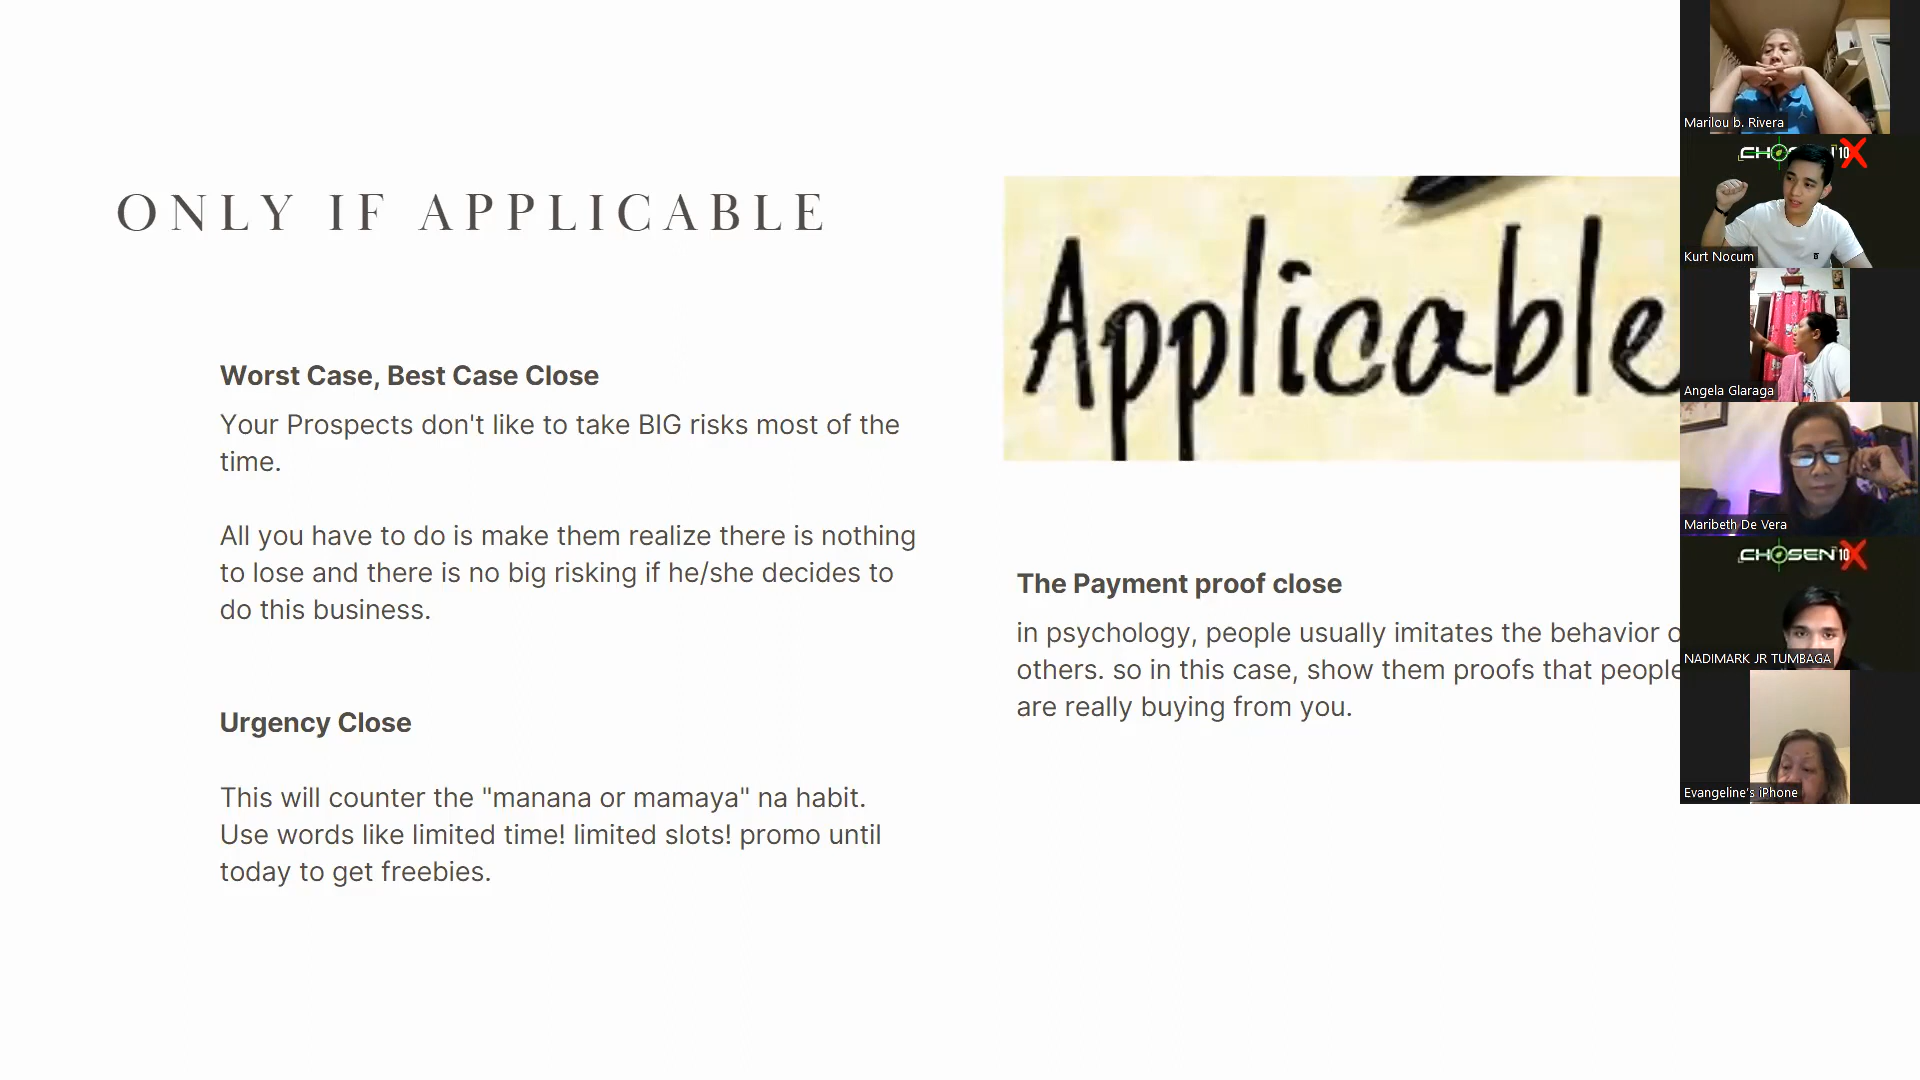 ONLY IF APPLICABLE
Worst Case, Best Case Close
Your Prospects don't like to take BIG risks most of the
time.
All you have to do is make them realize there is nothing
to lose and there is no big risking if he/she decides to
do this business.
Urgency Close
This will counter the "manana or mamaya" na habit.
Use words like limited time! limited slots! promo until
today to get freebies.
Applicable
The Payment proof close
in psychology, people usually imitates the behavior
others. so in this case, show them proofs that people
are really buying from you.
Marilou b. Rivera
Kurt Nocum
Angela Glaraga
Maribeth De Vera
CHOSEN 10X
NADIMARK JR TUMBAGA
Evangeline's iPhone